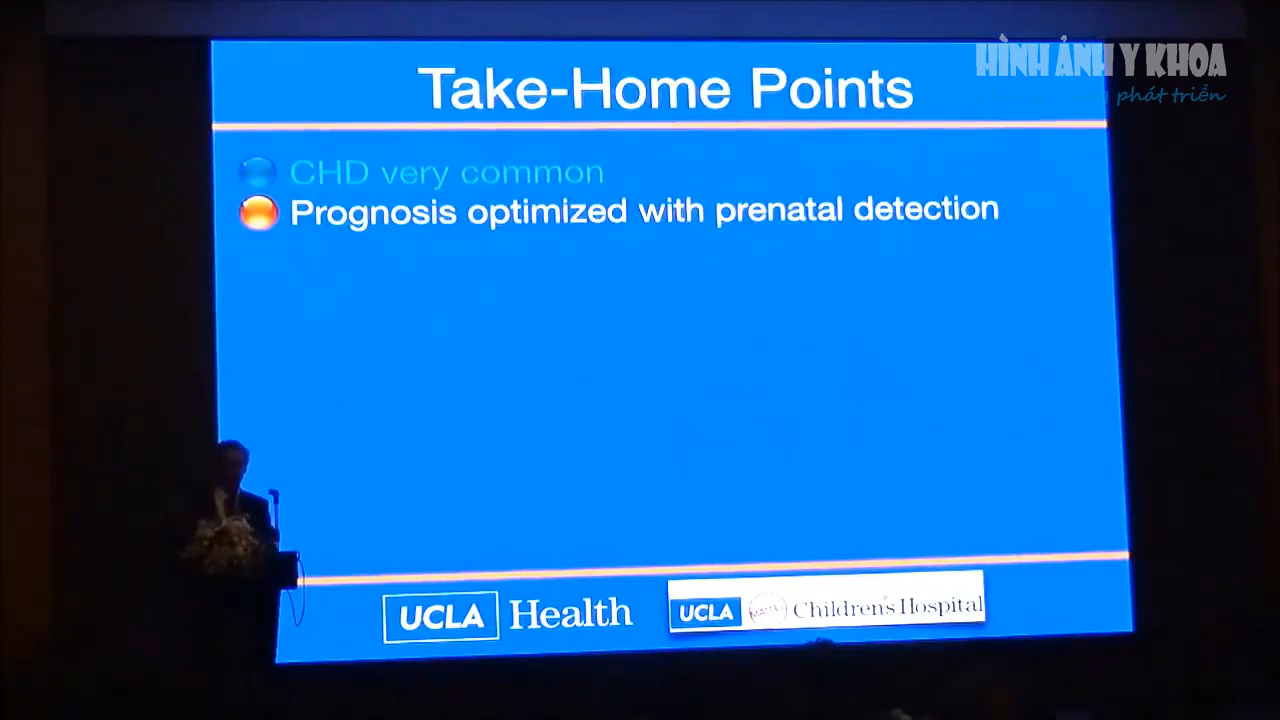 HÌNH ẢNH Y KHOA
phát triển
Take-Home Points
CHD very common
Prognosis optimized with prenatal detection
UCLA Health
UCLA Children's Hospital